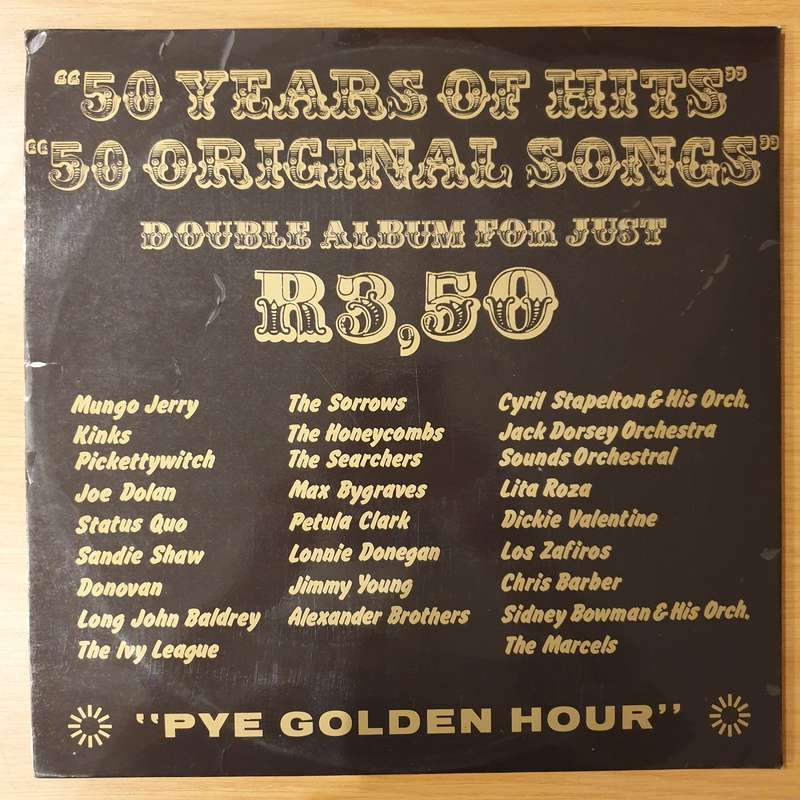 "50 YEARS OF HITS"
"50 ORIGINAL SONGS"
DOUBLE ALBUM FOR JUST
R3,50
Mungo Jerry
Kinks
Pickettywitch
Joe Dolan
Status Quo
Sandie Shaw
Donovan
Long John Baldrey
The Ivy League
The Sorrows
The Honeycombs
The Searchers
Max Bygraves
Petula Clark
Lonnie Donegan
Jimmy Young
Alexander Brothers
Cyril Stapelton & His Orch.
Jack Dorsey Orchestra
Sounds Orchestral
Lita Roza
Dickie Valentine
Los Zafiros
Chris Barber
Sidney Bowman & His Orch.
The Marcels
"PYE GOLDEN HOUR"